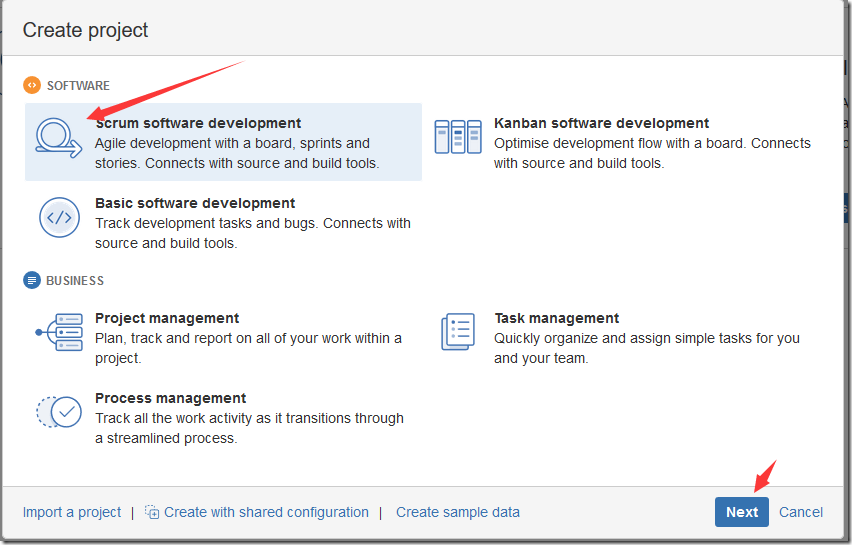 Create project
SOFTWARE
Scrum software development
Agile development with a board, sprints and
stories. Connects with source and build tools.
Kanban software development
Optimise development flow with a board. Connects
with source and build tools.
Basic software development
Track development tasks and bugs. Connects with
source and build tools.
BUSINESS
Project management
Plan, track and report on all of your work within a
project.
Task management
Quickly organize and assign simple tasks for you
and your team.
Process management
Track all the work activity as it transitions through
a streamlined process.
Import a project | Create with shared configuration | Create sample data Next Cancel